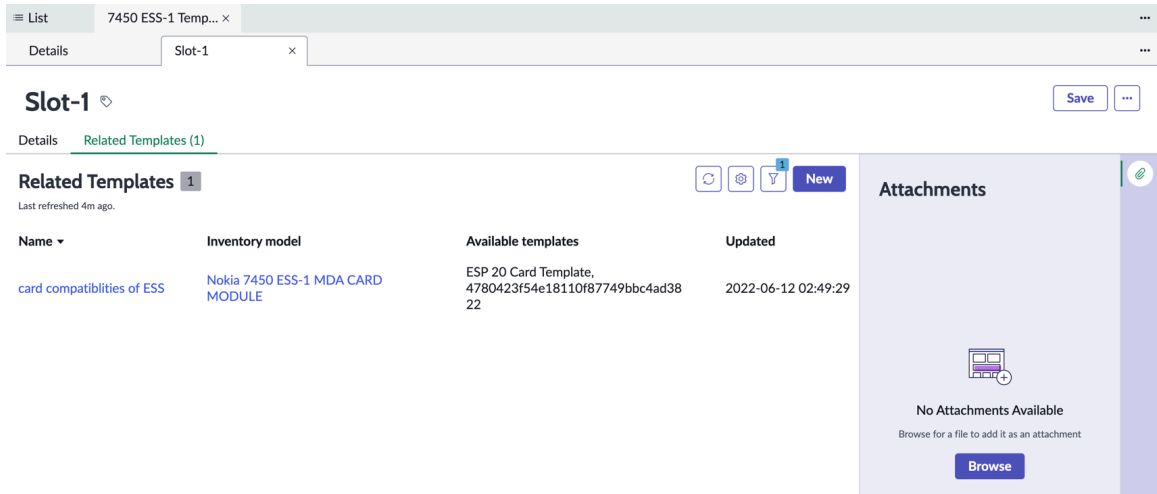 List
7450 ESS-1 Temp...
Details
Slot-1
Slot-1
Save
Details
Related Templates (1)
Related Templates 1
1
New
Last refreshed 4m ago.
Attachments
Name
Inventory model
Available templates
Updated
card compatiblities of ESS
Nokia 7450 ESS-1 MDA CARD
MODULE
ESP 20 Card Template,
4780423f54e18110f87749bbc4ad38
22
2022-06-12 02:49:29
No Attachments Available
Browse for a file to add it as an attachment
Browse